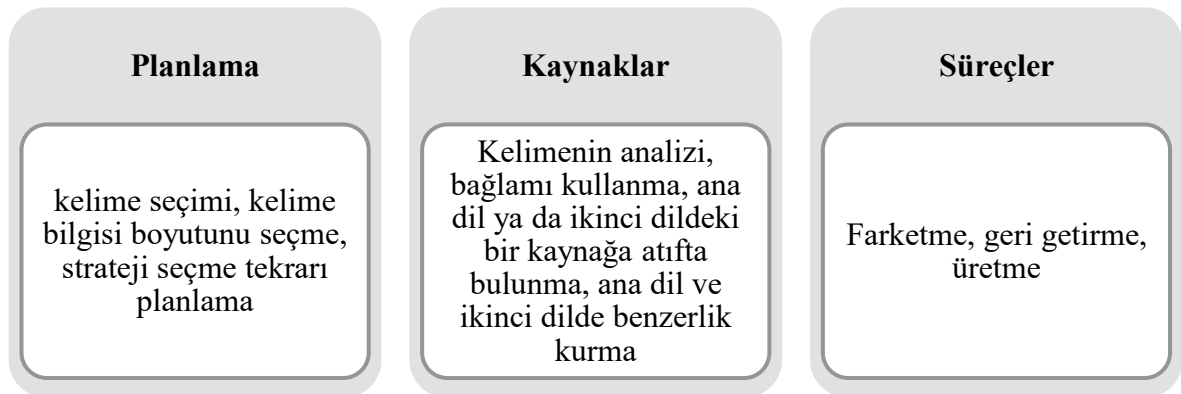 Planlama
kelime seçimi, kelime
bilgisi boyutunu seçme,
strateji seçme tekrarı
planlama
Kaynaklar
Kelimenin analizi,
bağlamı kullanma, ana
dil ya da ikinci dildeki
bir kaynağa atıfta
bulunma, ana dil ve
ikinci dilde benzerlik
kurma
Süreçler
Farketme, geri getirme,
üretme